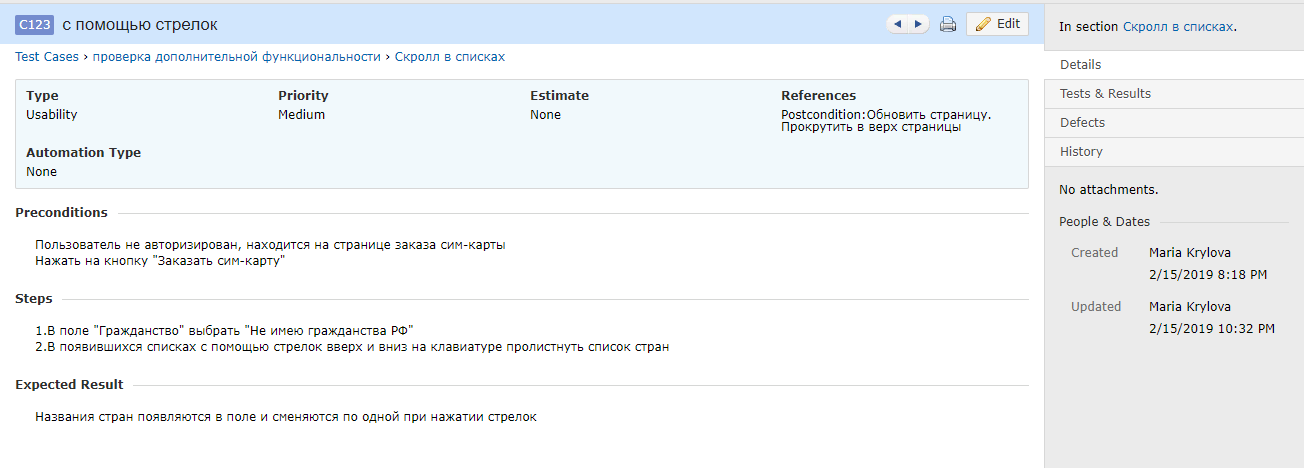 C123 с помощью стрелок
Edit
Test Cases › проверка дополнительной функциональности › Скролл в списках
Type
Usability
Priority
Medium
Estimate
None
References
Postcondition:Обновить страницу.
Прокрутить в верх страницы
Automation Type
None
Preconditions
Пользователь не авторизирован, находится на странице заказа сим-карты
Нажать на кнопку "Заказать сим-карту"
Steps
1.В поле "Гражданство" выбрать "Не имею гражданства РФ"
2.В появившихся списках с помощью стрелок вверх и вниз на клавиатуре пролистнуть список стран
Expected Result
Названия стран появляются в поле и сменяются по одной при нажатии стрелок
In section Скролл в списках.
Details
Tests & Results
Defects
History
No attachments.
People & Dates
Created
Maria Krylova
2/15/2019 8:18 PM
Updated
Maria Krylova
2/15/2019 10:32 PM